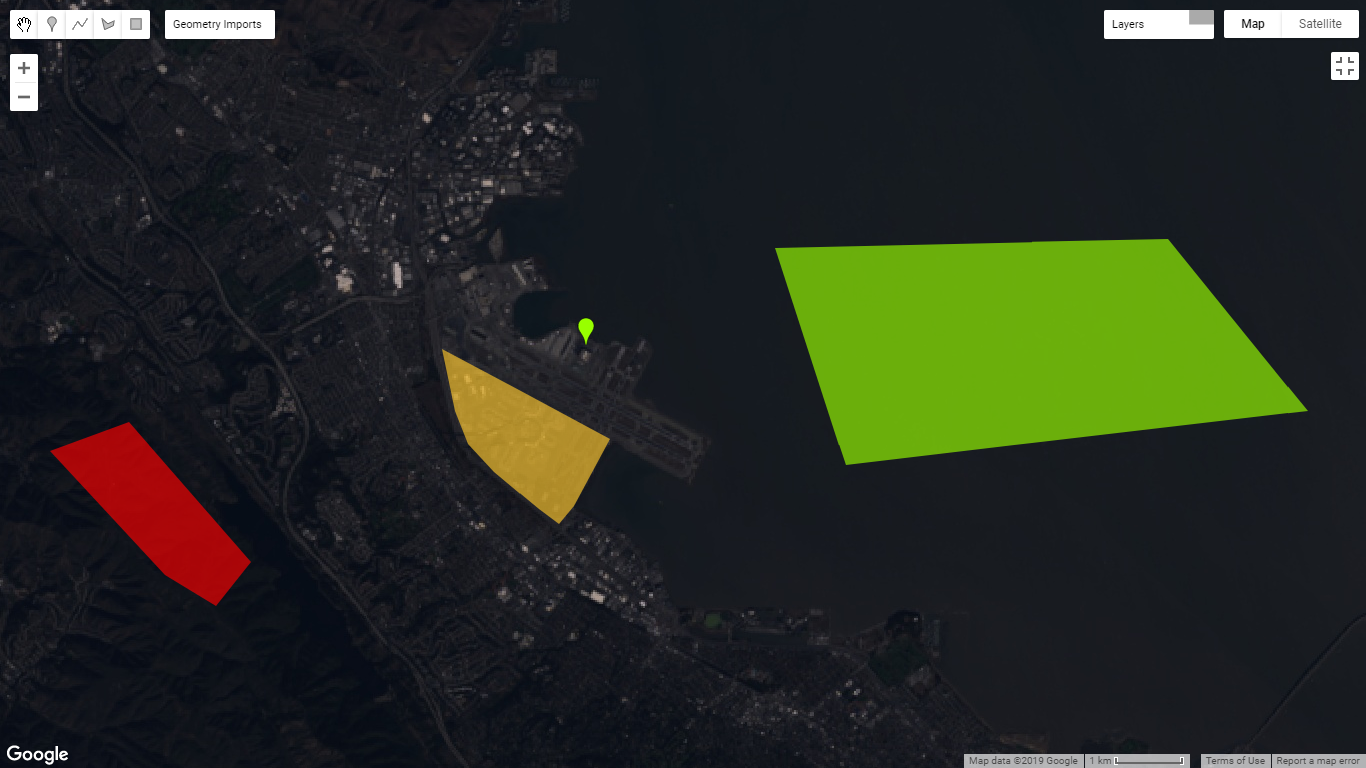 Geometry Imports
Layers
Map
Satellite
+
−
Google
Map data ©2019 Google
1 km
Terms of Use
Report a map error